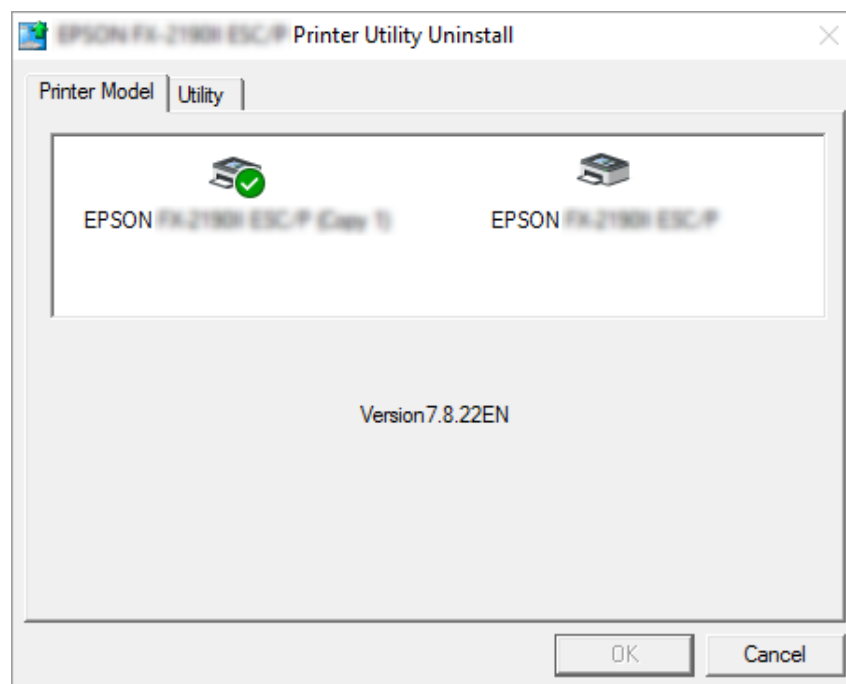 Printer Utility Uninstall
Printer Model
Utility
EPSON
EPSON
Version7.8.22EN
OK
Cancel